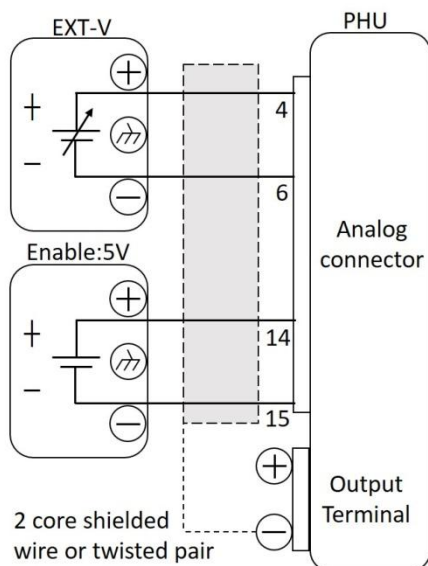 EXT-V
PHU
+
+
4
−
−
6
Analog
connector
Enable:5V
+
+
14
−
−
15
+
Output
Terminal
−
2 core shielded
wire or twisted pair